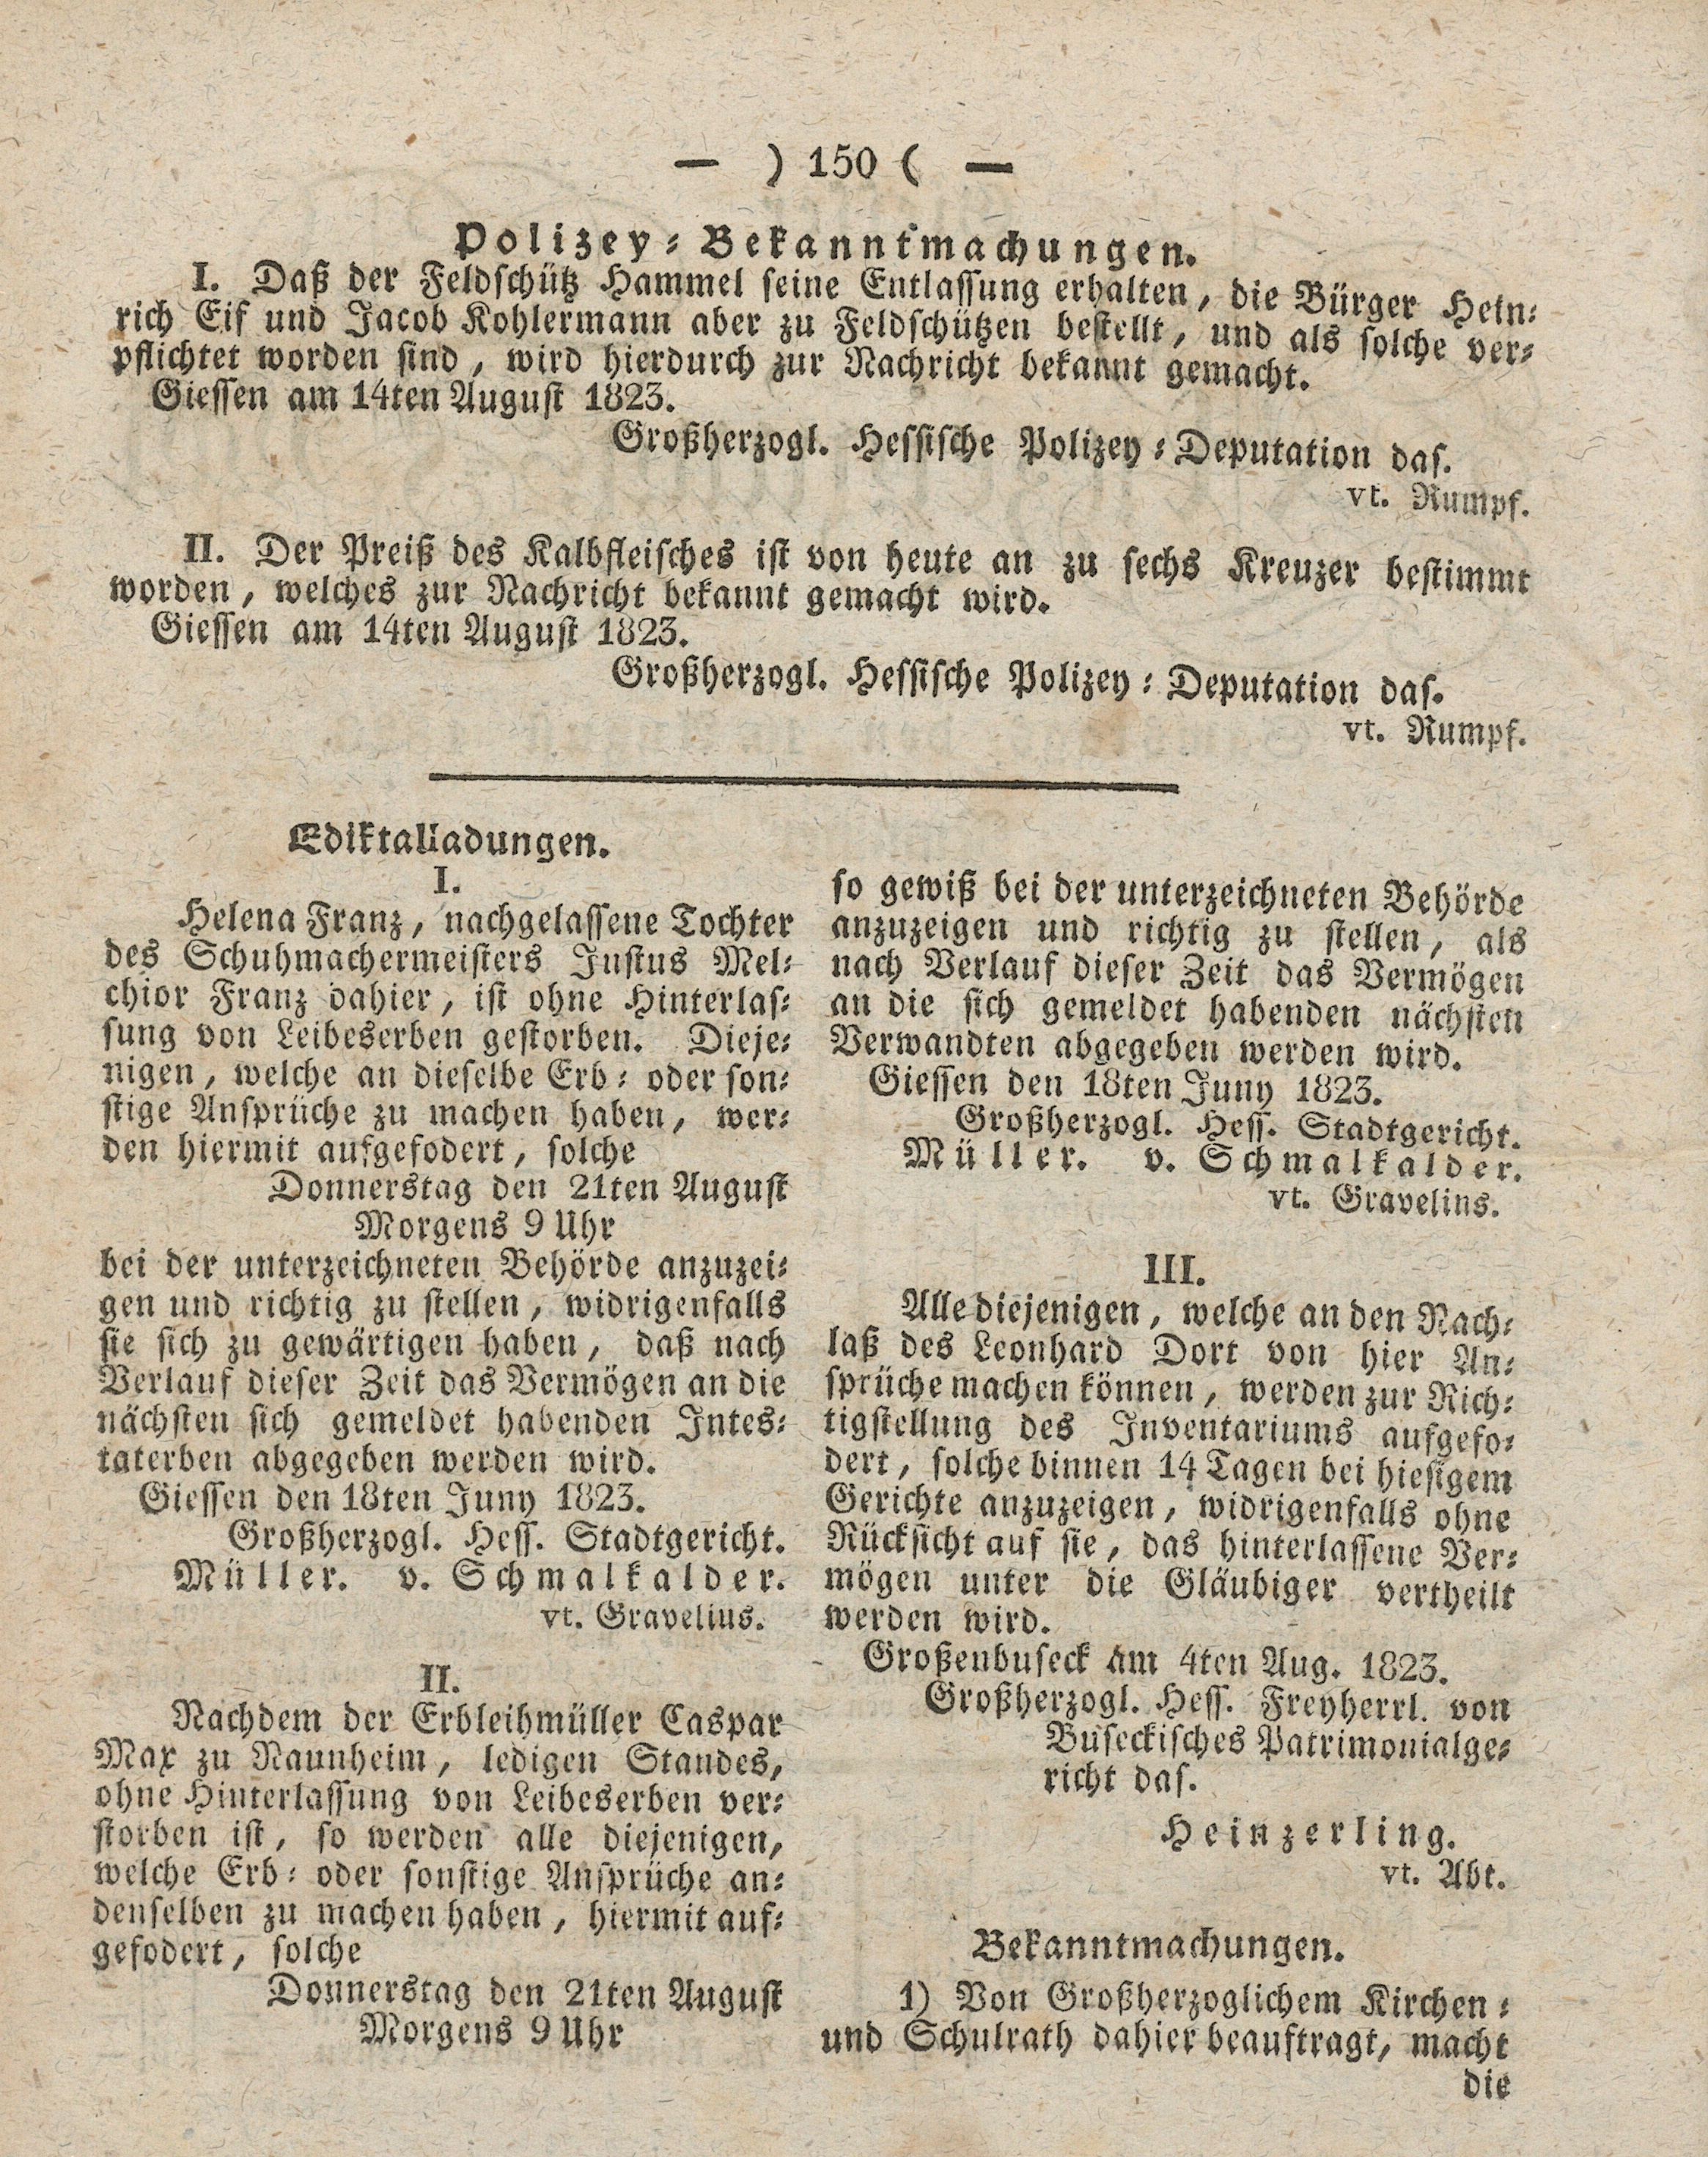 — ) 150 ( —
Polizey-Bekanntmachungen.
I. Daß der Feldschütz Hammel seine Entlassung erhalten, die Bürger Hein-
rich Eif und Jacob Kohlermann aber zu Feldschützen bestellt, und als solche ver-
pflichtet worden sind, wird hierdurch zur Nachricht bekannt gemacht.
Giessen am 14ten August 1823.
Großherzogl. Hessische Polizey-Deputation das.
vt. Rumpf.
II. Der Preiß des Kalbfleisches ist von heute an zu sechs Kreuzer bestimmt
worden, welches zur Nachricht bekannt gemacht wird.
Giessen am 14ten August 1823.
Großherzogl. Hessische Polizey-Deputation das.
vt. Rumpf.
Ediktalladungen.
I.
Helena Franz, nachgelassene Tochter
des Schuhmachermeisters Justus Mel-
chior Franz dahier, ist ohne Hinterlas-
sung von Leibeserben gestorben. Dieje-
nigen, welche an dieselbe Erb- oder son-
stige Ansprüche zu machen haben, wer-
den hiermit aufgefodert, solche
Donnerstag den 21ten August
Morgens 9 Uhr
bei der unterzeichneten Behörde anzuzei-
gen und richtig zu stellen, widrigenfalls
sie sich zu gewärtigen haben, daß nach
Verlauf dieser Zeit das Vermögen an die
nächsten sich gemeldet habenden Intes-
taterben abgegeben werden wird.
Giessen den 18ten Juny 1823.
Großherzogl. Hess. Stadtgericht.
Müller. v. Schmalkalder.
vt. Gravelius.
II.
Nachdem der Erbleihmüller Caspar
Max zu Naunheim, ledigen Standes,
ohne Hinterlassung von Leibeserben ver-
storben ist, so werden alle diejenigen,
welche Erb- oder sonstige Ansprüche an-
denselben zu machen haben, hiermit auf-
gefodert, solche
Donnerstag den 21ten August
Morgens 9 Uhr
so gewiß bei der unterzeichneten Behörde
anzuzeigen und richtig zu stellen, als
nach Verlauf dieser Zeit das Vermögen
an die sich gemeldet habenden nächsten
Verwandten abgegeben werden wird.
Giessen den 18ten Juny 1823.
Großherzogl. Hess. Stadtgericht.
Müller. v. Schmalkalder.
vt. Gravelius.
III.
Alle diejenigen, welche an den Nach-
laß des Leonhard Dort von hier An-
sprüche machen können, werden zur Rich-
tigstellung des Inventariums aufgefo-
dert, solche binnen 14 Tagen bei hiesigem
Gerichte anzuzeigen, widrigenfalls ohne
Rücksicht auf sie, das hinterlassene Ver-
mögen unter die Gläubiger vertheilt
werden wird.
Großenbuseck am 4ten Aug. 1823.
Großherzogl. Hess. Freyherrl. von
Buseckisches Patrimonialge-
richt das.
Heinzerling.
vt. Abt.
Bekanntmachungen.
1) Von Großherzoglichem Kirchen-
und Schulrath dahier beauftragt, macht
die